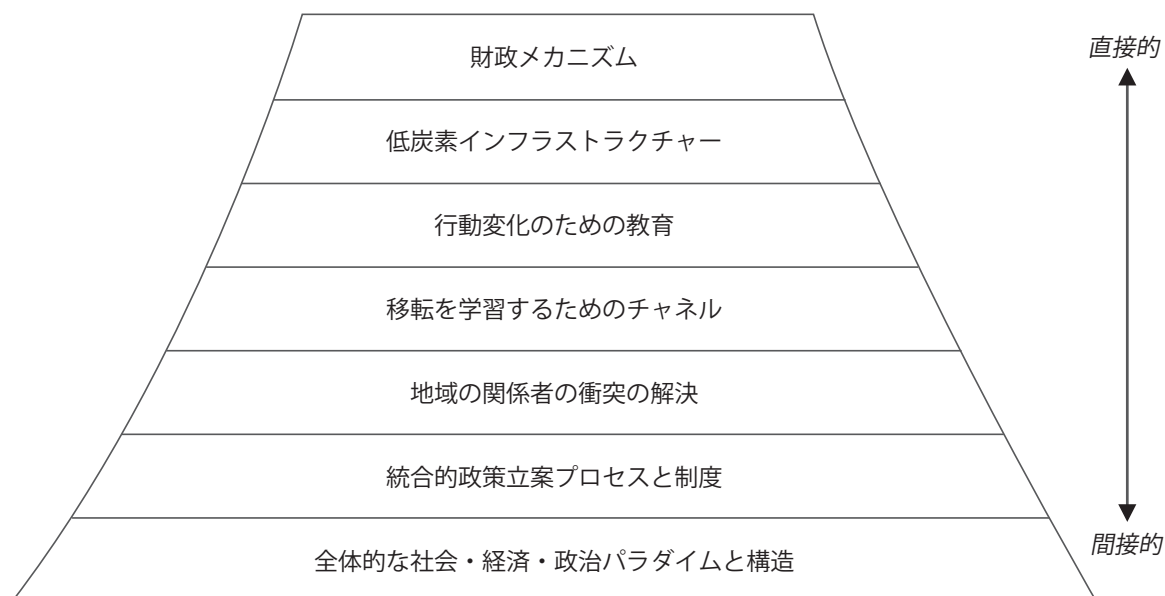 財政メカニズム
直接的
低炭素インフラストラクチャー
行動変化のための教育
移転を学習するためのチャネル
地域の関係者の衝突の解決
統合的政策立案プロセスと制度
間接的
全体的な社会・経済・政治パラダイムと構造